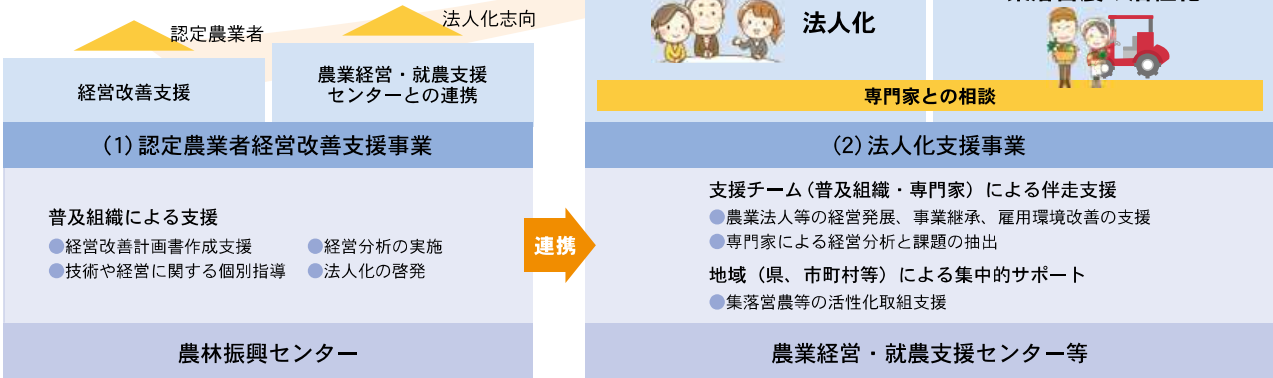 認定農業者
法人化志向
経営改善支援
農業経営・就農支援
センターとの連携
(1)認定農業者経営改善支援事業
普及組織による支援
●経営改善計画書作成支援
●経営分析の実施
●技術や経営に関する個別指導
●法人化の啓発
農林振興センター
連携
法人化
専門家との相談
(2)法人化支援事業
支援チーム(普及組織・専門家)による伴走支援
●農業法人等の経営発展、事業継承、雇用環境改善の支援
●専門家による経営分析と課題の抽出
地域(県、市町村等)による集中的サポート
●集落営農等の活性化取組支援
農業経営・就農支援センター等